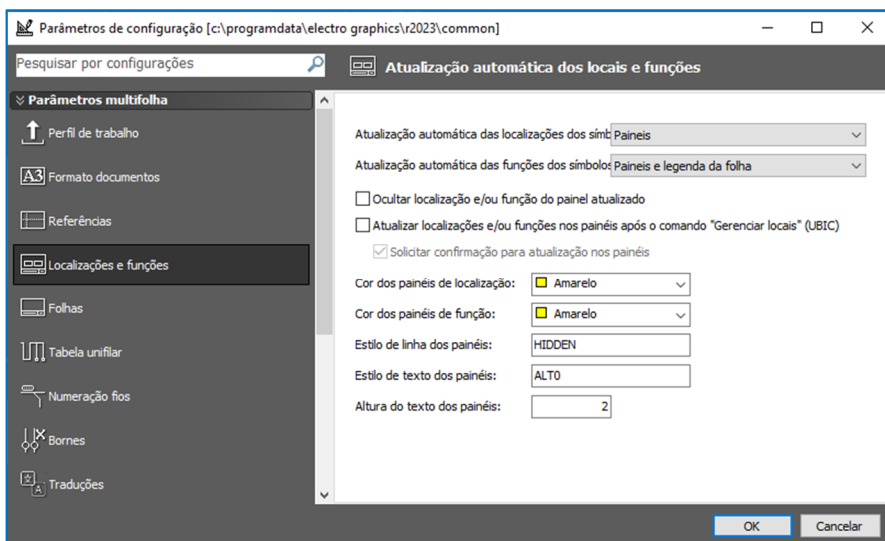 Parâmetros de configuração [c:\programdata\electro graphics\r2023\common]
Pesquisar por configurações
Atualização automática dos locais e funções
Parâmetros multifolha
Perfil de trabalho
A3 Formato documentos
Referências
Localizações e funções
Folhas
Tabela unifilar
Numeração fios
Bornes
Traduções
Atualização automática das localizações dos símb Paineis
Atualização automática das funções dos símbolos Paineis e legenda da folha
Ocultar localização e/ou função do painel atualizado
Atualizar localizações e/ou funções nos painéis após o comando "Gerenciar locais" (UBIC)
Solicitar confirmação para atualização nos painéis
Cor dos painéis de localização: Amarelo
Cor dos painéis de função: Amarelo
Estilo de linha dos painéis: HIDDEN
Estilo de texto dos painéis: ALT0
Altura do texto dos painéis: 2
OK Cancelar